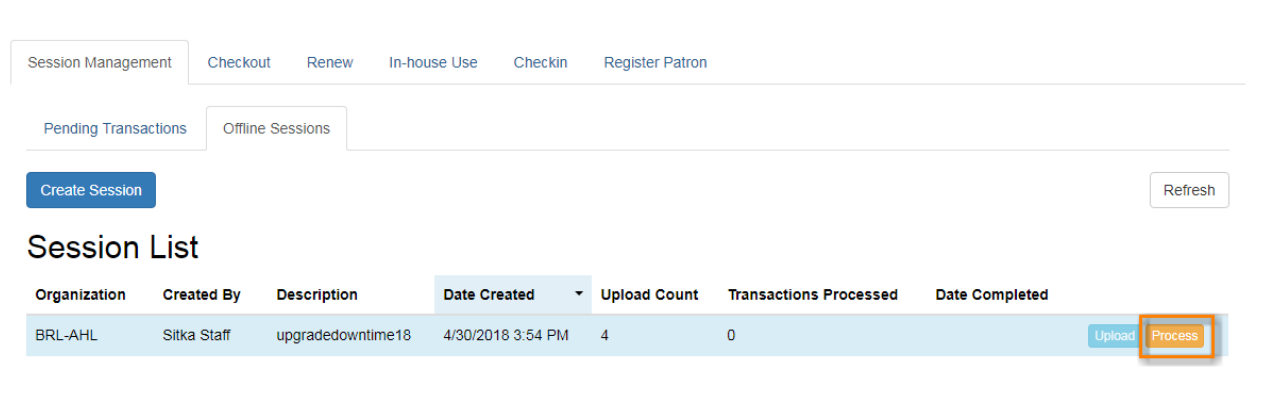 Session Management Checkout Renew In-house Use Checkin Register Patron
Pending Transactions Offline Sessions
Create Session Refresh
Session List
Organization Created By Description Date Created Upload Count Transactions Processed Date Completed
BRL-AHL Sitka Staff upgradedowntime18 4/30/2018 3:54 PM 4 0 Upload Process